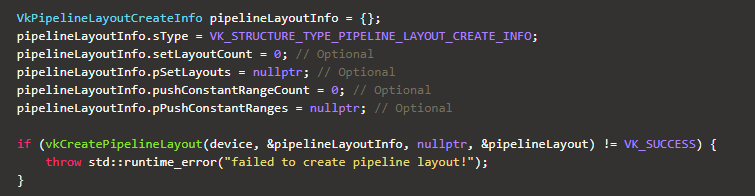 VkPipelineLayoutCreateInfo pipelineLayoutInfo = {};
pipelineLayoutInfo.sType = VK_STRUCTURE_TYPE_PIPELINE_LAYOUT_CREATE_INFO;
pipelineLayoutInfo.setLayoutCount = 0; // Optional
pipelineLayoutInfo.pSetLayouts = nullptr; // Optional
pipelineLayoutInfo.pushConstantRangeCount = 0; // Optional
pipelineLayoutInfo.pPushConstantRanges = nullptr; // Optional

if (vkCreatePipelineLayout(device, &pipelineLayoutInfo, nullptr, &pipelineLayout) != VK_SUCCESS) {
    throw std::runtime_error("failed to create pipeline layout!");
}